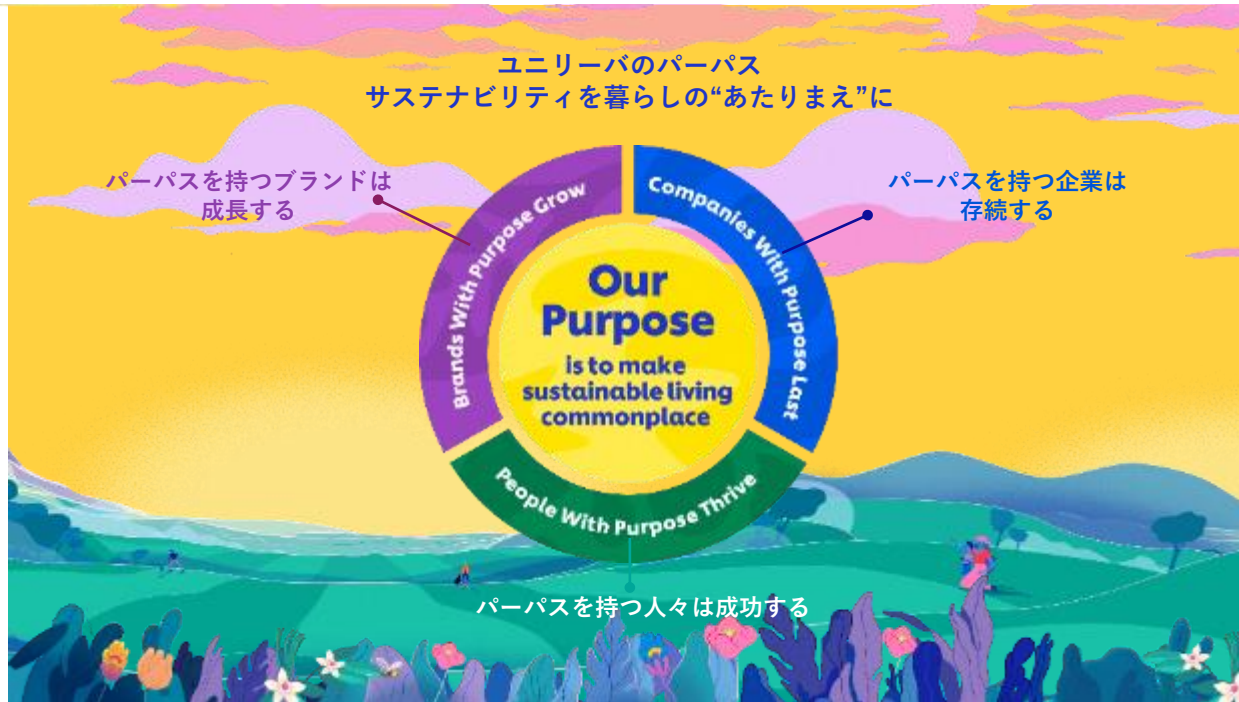 ユニリーバのパーパス
サステナビリティを暮らしの“あたりまえ”に
パーパスを持つブランドは
成長する
パーパスを持つ企業は
存続する
Brands With Purpose Grow
Companies With Purpose Last
Our
Purpose
is to make
sustainable living
commonplace
People With Purpose Thrive
パーパスを持つ人々は成功する